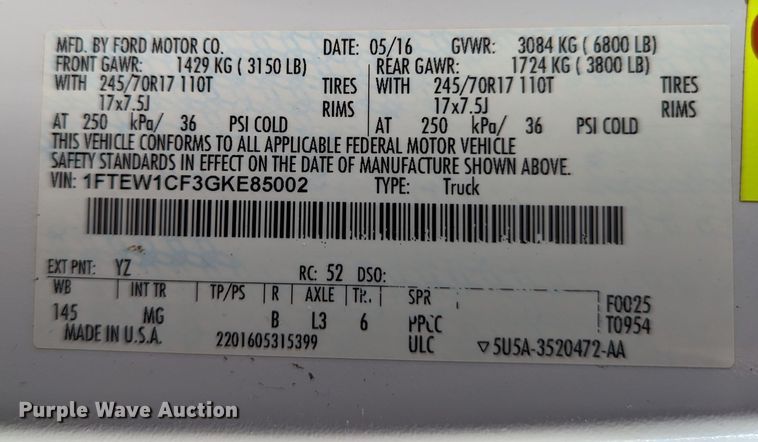 MFD. BY FORD MOTOR CO. DATE: 05/16 GVWR: 3084 KG ( 6800 LB)
FRONT GAWR: 1429 KG ( 3150 LB) REAR GAWR: 1724 KG ( 3800 LB)
WITH 245/70R17 110T TIRES WITH 245/70R17 110T TIRES
17x7.5J RIMS 17x7.5J RIMS
AT 250 kPa/ 36 PSI COLD AT 250 kPa/ 36 PSI COLD
THIS VEHICLE CONFORMS TO ALL APPLICABLE FEDERAL MOTOR VEHICLE
SAFETY STANDARDS IN EFFECT ON THE DATE OF MANUFACTURE SHOWN ABOVE.
VIN: 1FTEW1CF3GKE85002 TYPE: Truck
EXT PNT: YZ RC: 52 DSO:
WB INT TR TP/PS R AXLE TR. SPR F0025
145 MG B L3 6 PPCC T0954
MADE IN U.S.A. 2201605315399 ULC ▽5U5A-3520472-AA
Purple Wave Auction